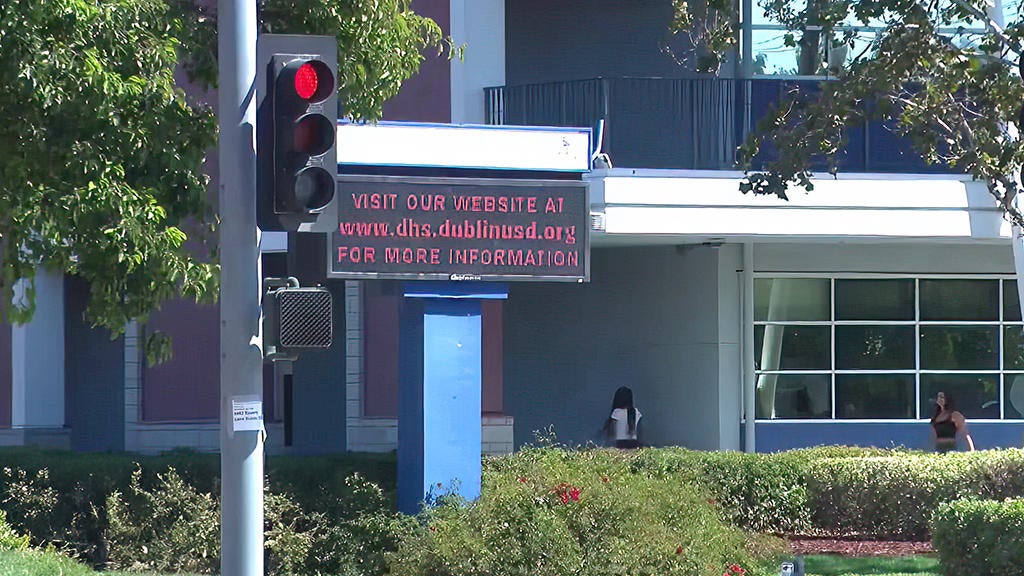 VISIT OUR WEBSITE AT
www.dhs.dublinusd.org
FOR MORE INFORMATION